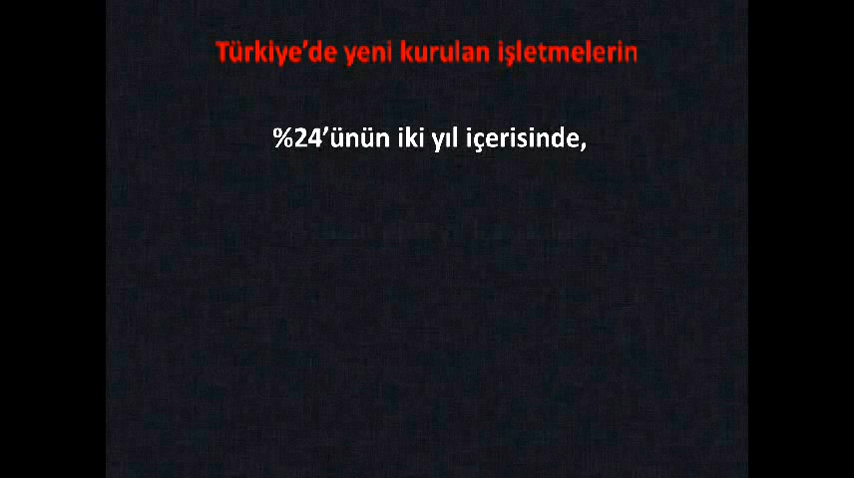 Türkiye’de yeni kurulan işletmelerin
%24’ünün iki yıl içerisinde,